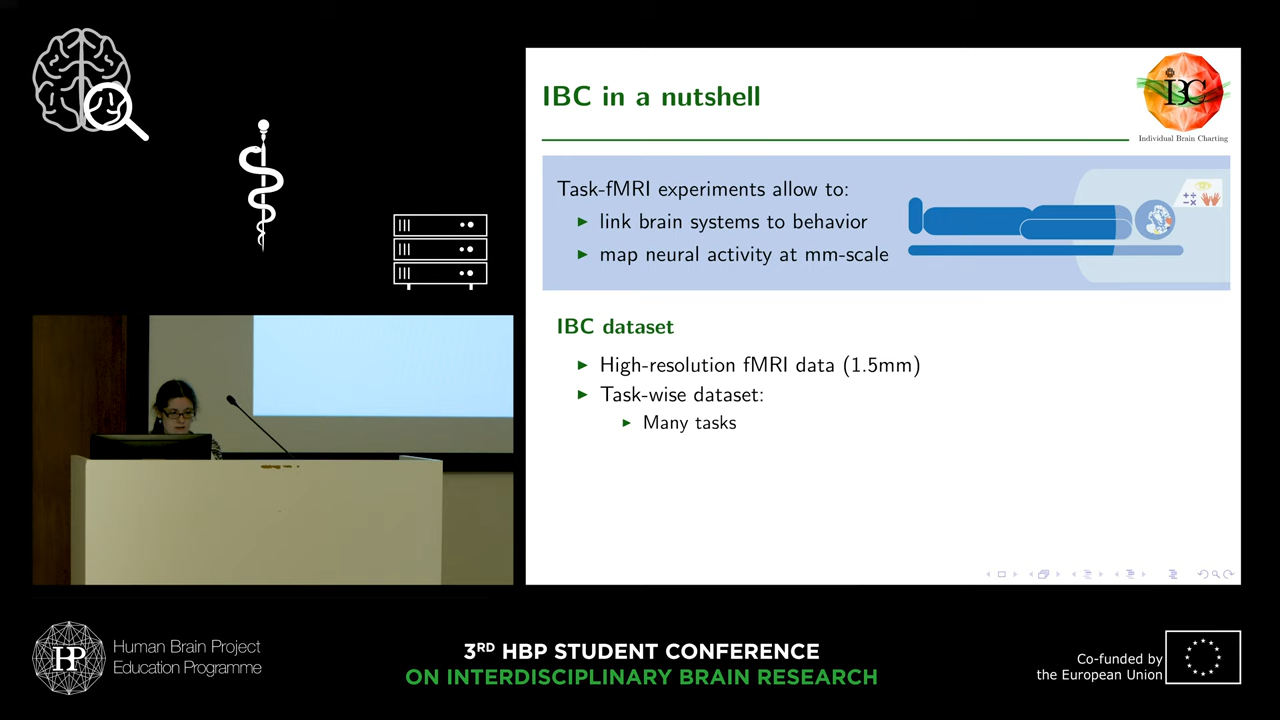 IBC in a nutshell
IBC
Individual Brain Charting
Task-fMRI experiments allow to:
link brain systems to behavior
map neural activity at mm-scale
IBC dataset
High-resolution fMRI data (1.5mm)
Task-wise dataset:
Many tasks
HP
Human Brain Project
Education Programme
3RD HBP STUDENT CONFERENCE
ON INTERDISCIPLINARY BRAIN RESEARCH
Co-funded by
the European Union